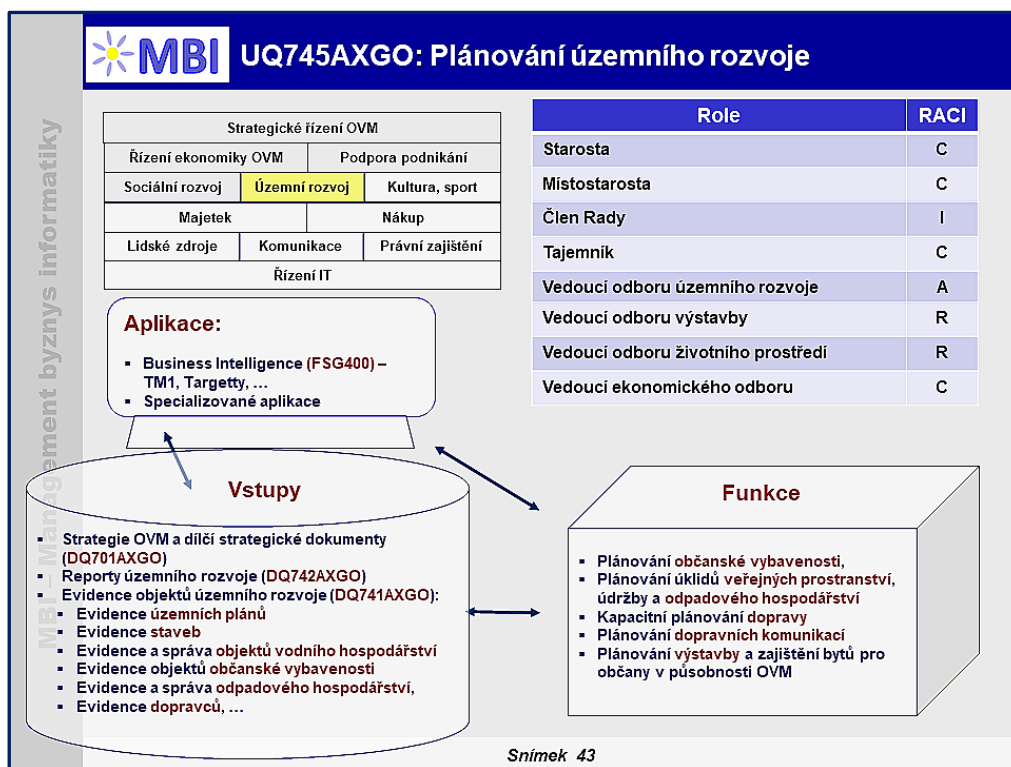 MBI
UQ745AXGO: Plánování územního rozvoje
MBI – Management byznys informatiky
Strategické řízení OVM
Řízení ekonomiky OVM
Podpora podnikání
Sociální rozvoj
Územní rozvoj
Kultura, sport
Majetek
Nákup
Lidské zdroje
Komunikace
Právní zajištění
Řízení IT
Role RACI
Starosta C
Místostarosta C
Člen Rady I
Tajemník C
Vedoucí odboru územního rozvoje A
Vedoucí odboru výstavby R
Vedoucí odboru životního prostředí R
Vedoucí ekonomického odboru C
Aplikace:
▪ Business Intelligence (FSG400) –
TM1, Targetty, …
▪ Specializované aplikace
Vstupy
▪ Strategie OVM a dílčí strategické dokumenty
(DQ701AXGO)
▪ Reporty územního rozvoje (DQ742AXGO)
▪ Evidence objektů územního rozvoje (DQ741AXGO):
▪ Evidence územních plánů
▪ Evidence staveb
▪ Evidence a správa objektů vodního hospodářství
▪ Evidence objektů občanské vybavenosti
▪ Evidence a správa odpadového hospodářství,
▪ Evidence dopravců, …
Funkce
▪ Plánování občanské vybavenosti,
▪ Plánování úklidů veřejných prostranství,
údržby a odpadového hospodářství
▪ Kapacitní plánování dopravy
▪ Plánování dopravních komunikací
▪ Plánování výstavby a zajištění bytů pro
občany v působnosti OVM
Snímek 43